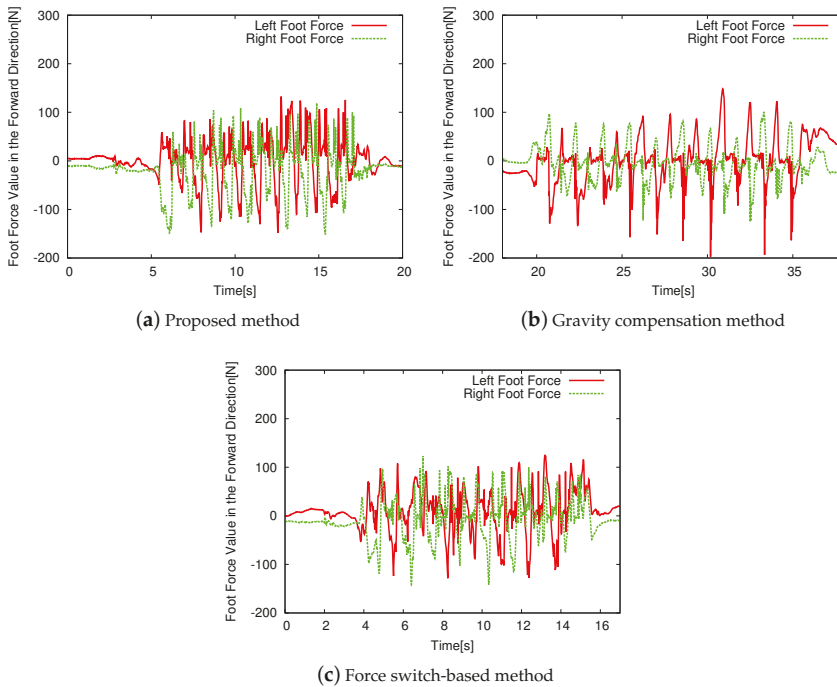 Foot Force Value in the Forward Direction[N]
300
200
100
0
-100
-200
Left Foot Force
Right Foot Force
0 5 10 15 20
Time[s]
(a) Proposed method
Foot Force Value in the Forward Direction[N]
300
200
100
0
-100
-200
Left Foot Force
Right Foot Force
20 25 30 35
Time[s]
(b) Gravity compensation method
Foot Force Value in the Forward Direction[N]
300
200
100
0
-100
-200
Left Foot Force
Right Foot Force
0 2 4 6 8 10 12 14 16
Time[s]
(c) Force switch-based method